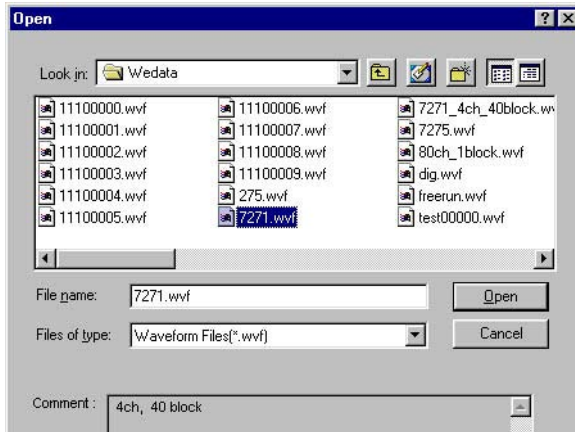 Open
Look in: Wedata
11100000.wvf
11100001.wvf
11100002.wvf
11100003.wvf
11100004.wvf
11100005.wvf
11100006.wvf
11100007.wvf
11100008.wvf
11100009.wvf
275.wvf
7271.wvf
7271_4ch_40block.wv
7275.wvf
80ch_1block.wvf
dig.wvf
freerun.wvf
test00000.wvf
File name: 7271.wvf Open
Files of type: Waveform Files(*.wvf) Cancel
Comment : 4ch, 40 block